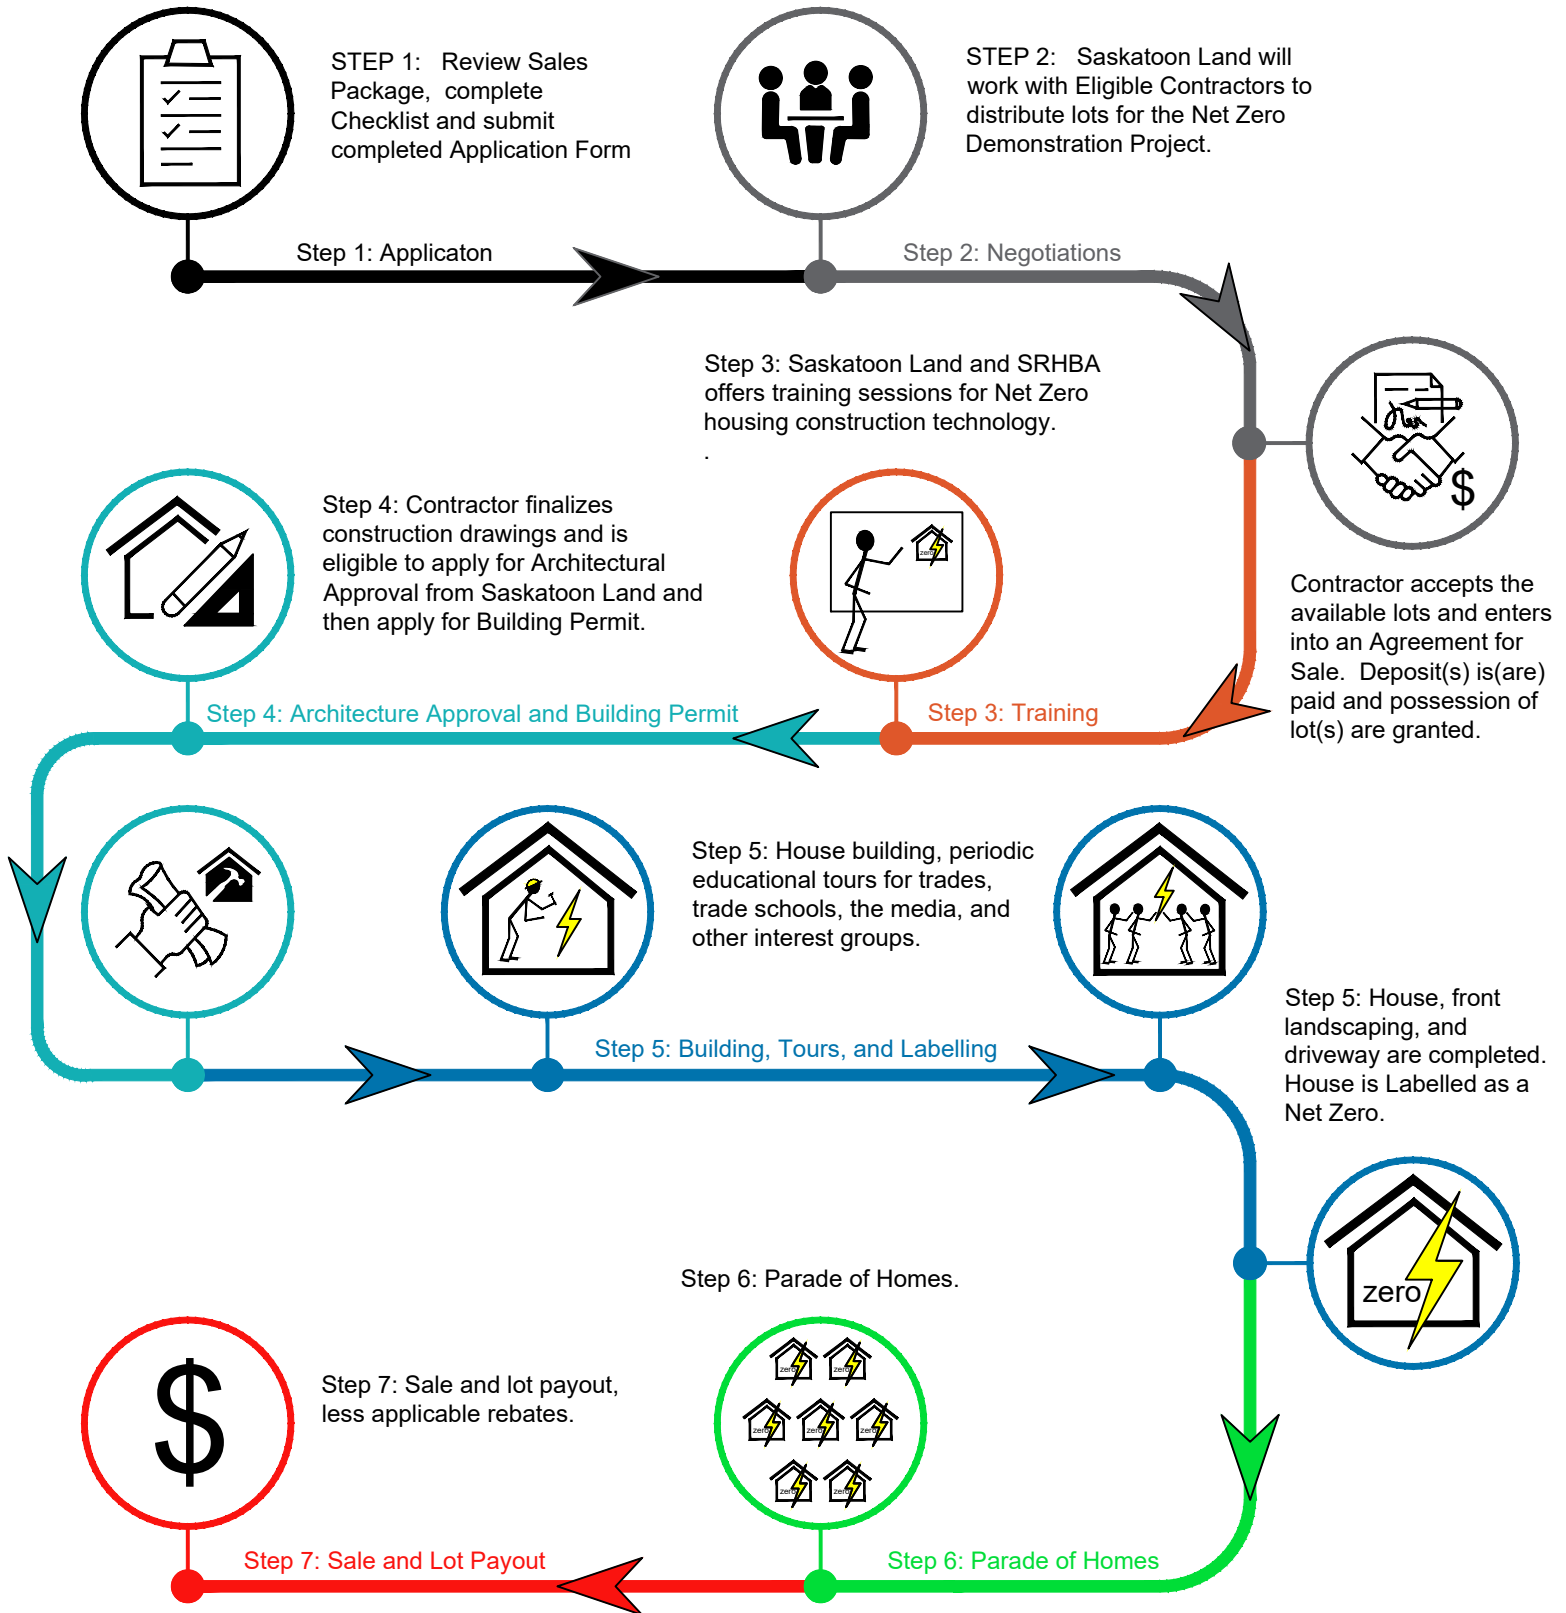 STEP 1:   Review Sales
Package,  complete
Checklist and submit
completed Application Form
STEP 2:   Saskatoon Land will
work with Eligible Contractors to
distribute lots for the Net Zero
Demonstration Project.
Step 1: Applicaton
Step 2: Negotiations
$
Contractor accepts the
available lots and enters
into an Agreement for
Sale.  Deposit(s) is(are)
paid and possession of
lot(s) are granted.
Step 3: Saskatoon Land and SRHBA
offers training sessions for Net Zero
housing construction technology.
.
zero
Step 3: Training
Step 4: Contractor finalizes
construction drawings and is
eligible to apply for Architectural
Approval from Saskatoon Land and
then apply for Building Permit.
Step 4: Architecture Approval and Building Permit
Step 5: House building, periodic
educational tours for trades,
trade schools, the media, and
other interest groups.
Step 5: Building, Tours, and Labelling
Step 5: House, front
landscaping, and
driveway are completed.
House is Labelled as a
Net Zero.
zero
Step 6: Parade of Homes.
zero zero
zero zero zero
zero zero
Step 6: Parade of Homes
$
Step 7: Sale and lot payout,
less applicable rebates.
Step 7: Sale and Lot Payout